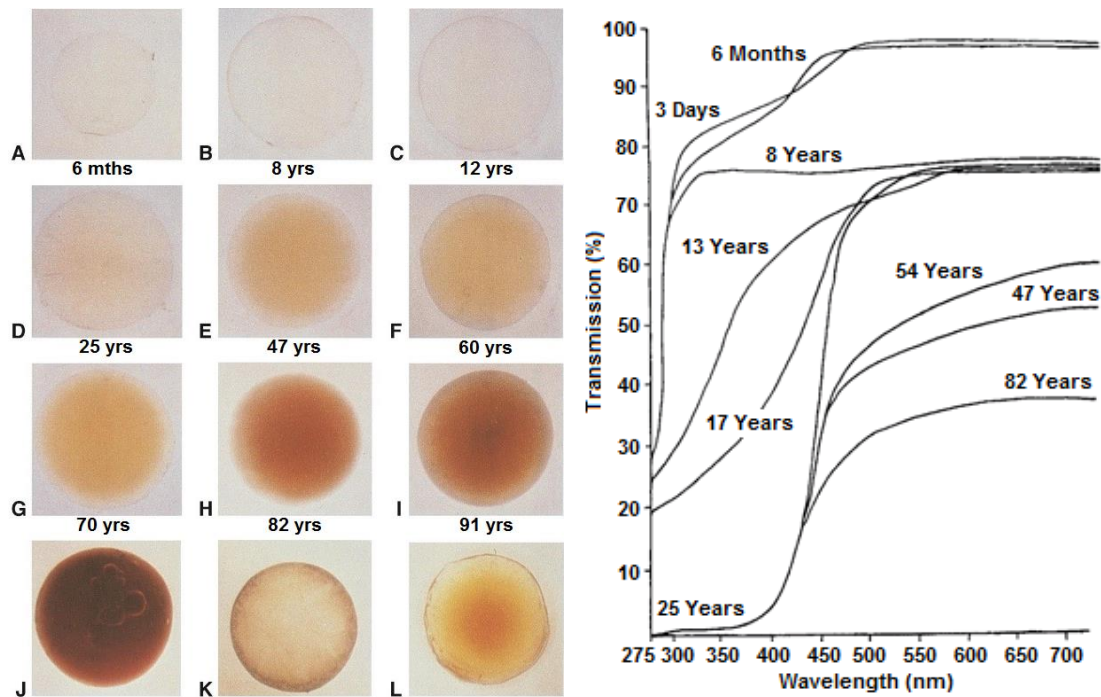 A B C
6 mths 8 yrs 12 yrs
D E F
25 yrs 47 yrs 60 yrs
G H I
70 yrs 82 yrs 91 yrs
J K L
Transmission (%)
100
90
80
70
60
50
40
30
20
10
6 Months
3 Days
8 Years
13 Years
54 Years
47 Years
82 Years
17 Years
25 Years
275 300 350 400 450 500 550 600 650 700
Wavelength (nm)